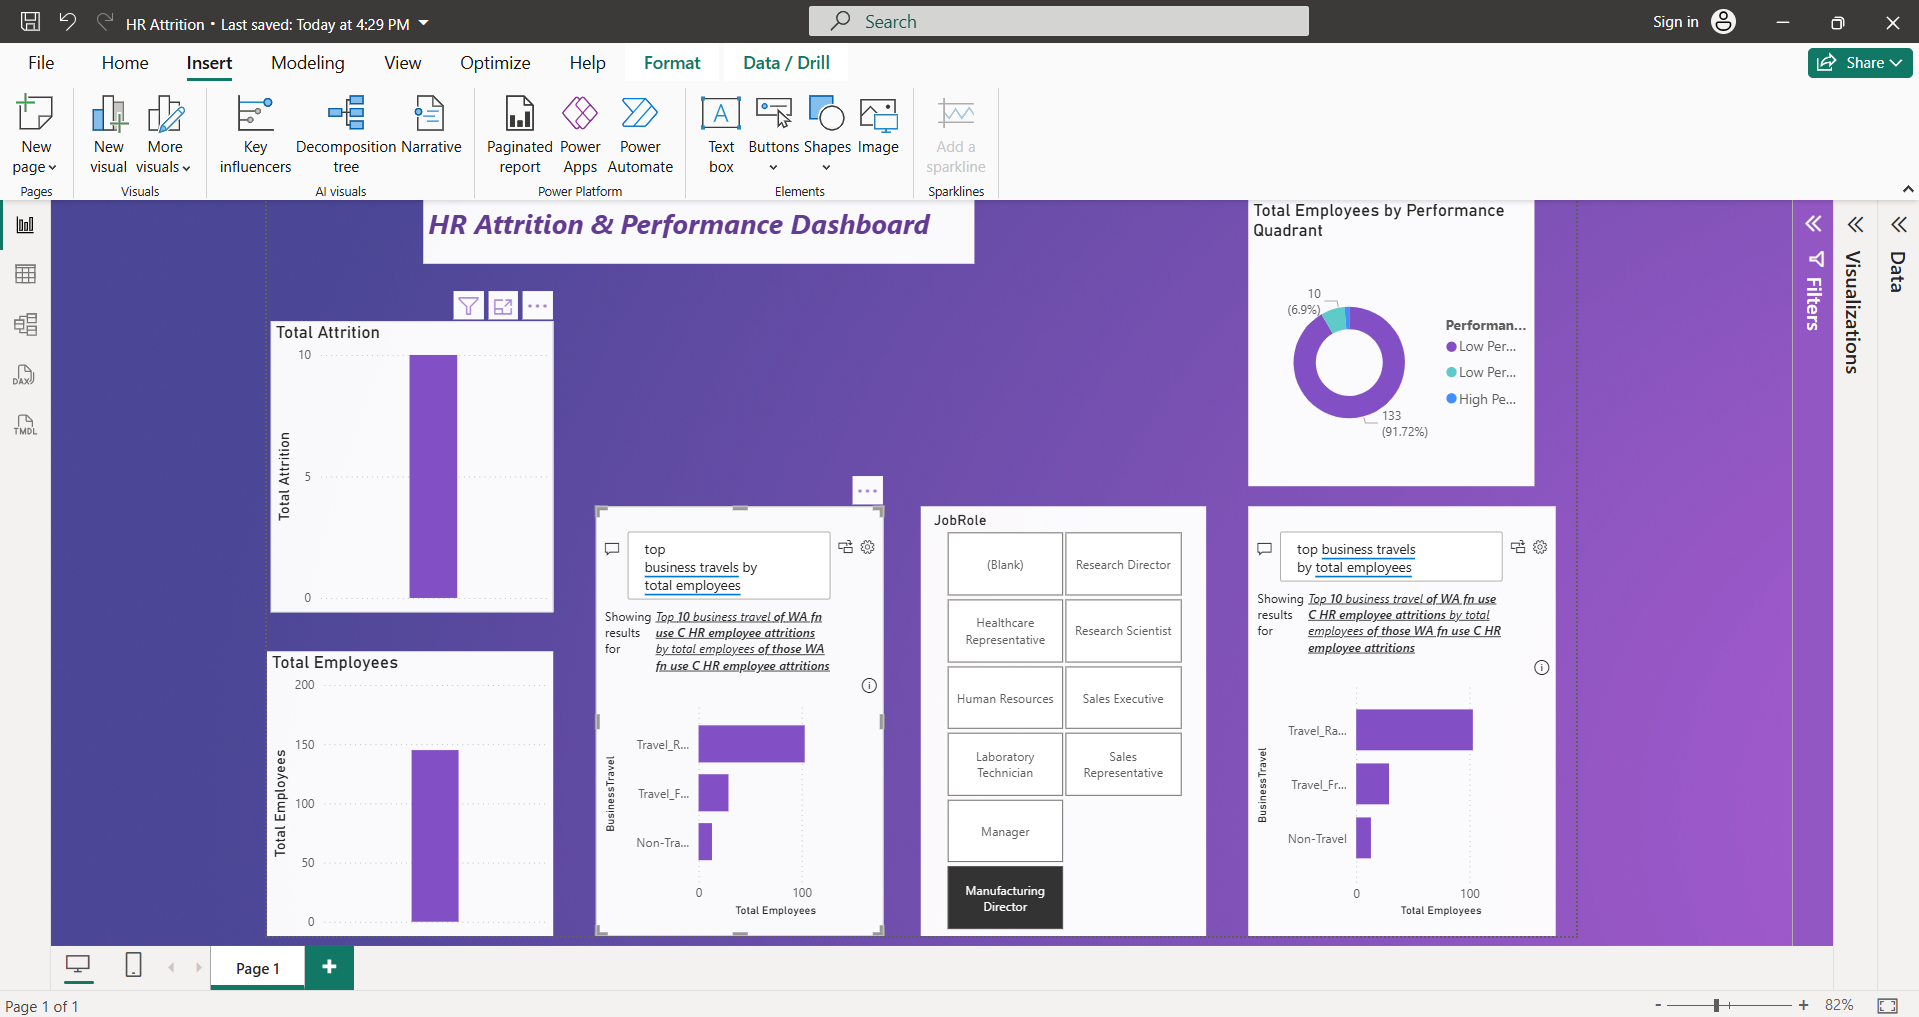 HR Attrition • Last saved: Today at 4:29 PM
Search
Sign in
File
Home
Insert
Modeling
View
Optimize
Help
Format
Data / Drill
Share
New page
New visual
More visuals
Key influencers
Decomposition tree
Narrative
Paginated report
Power Apps
Power Automate
Text box
Buttons
Shapes
Image
Add a sparkline
Pages
Visuals
AI visuals
Power Platform
Elements
Sparklines
DAX
TMDL
HR Attrition & Performance Dashboard
Total Attrition
10
5
0
Total Attrition
Total Employees
200
150
100
50
0
Total Employees
top
business travels by
total employees
Showing results for
Top 10 business travel of WA fn
use C HR employee attritions
by total employees of those WA
fn use C HR employee attritions
BusinessTravel
Travel_R...
Travel_F...
Non-Tra...
0
100
Total Employees
JobRole
(Blank)
Research Director
Healthcare Representative
Research Scientist
Human Resources
Sales Executive
Laboratory Technician
Sales Representative
Manager
Manufacturing Director
Total Employees by Performance
Quadrant
10
(6.9%)
133
(91.72%)
Performan...
Low Per...
Low Per...
High Pe...
top business travels
by total employees
Showing results for
Top 10 business travel of WA fn use
C HR employee attritions by total
employees of those WA fn use C HR
employee attritions
BusinessTravel
Travel_Ra...
Travel_Fr...
Non-Travel
0
100
Total Employees
Filters
Visualizations
Data
Page 1
Page 1 of 1
82%